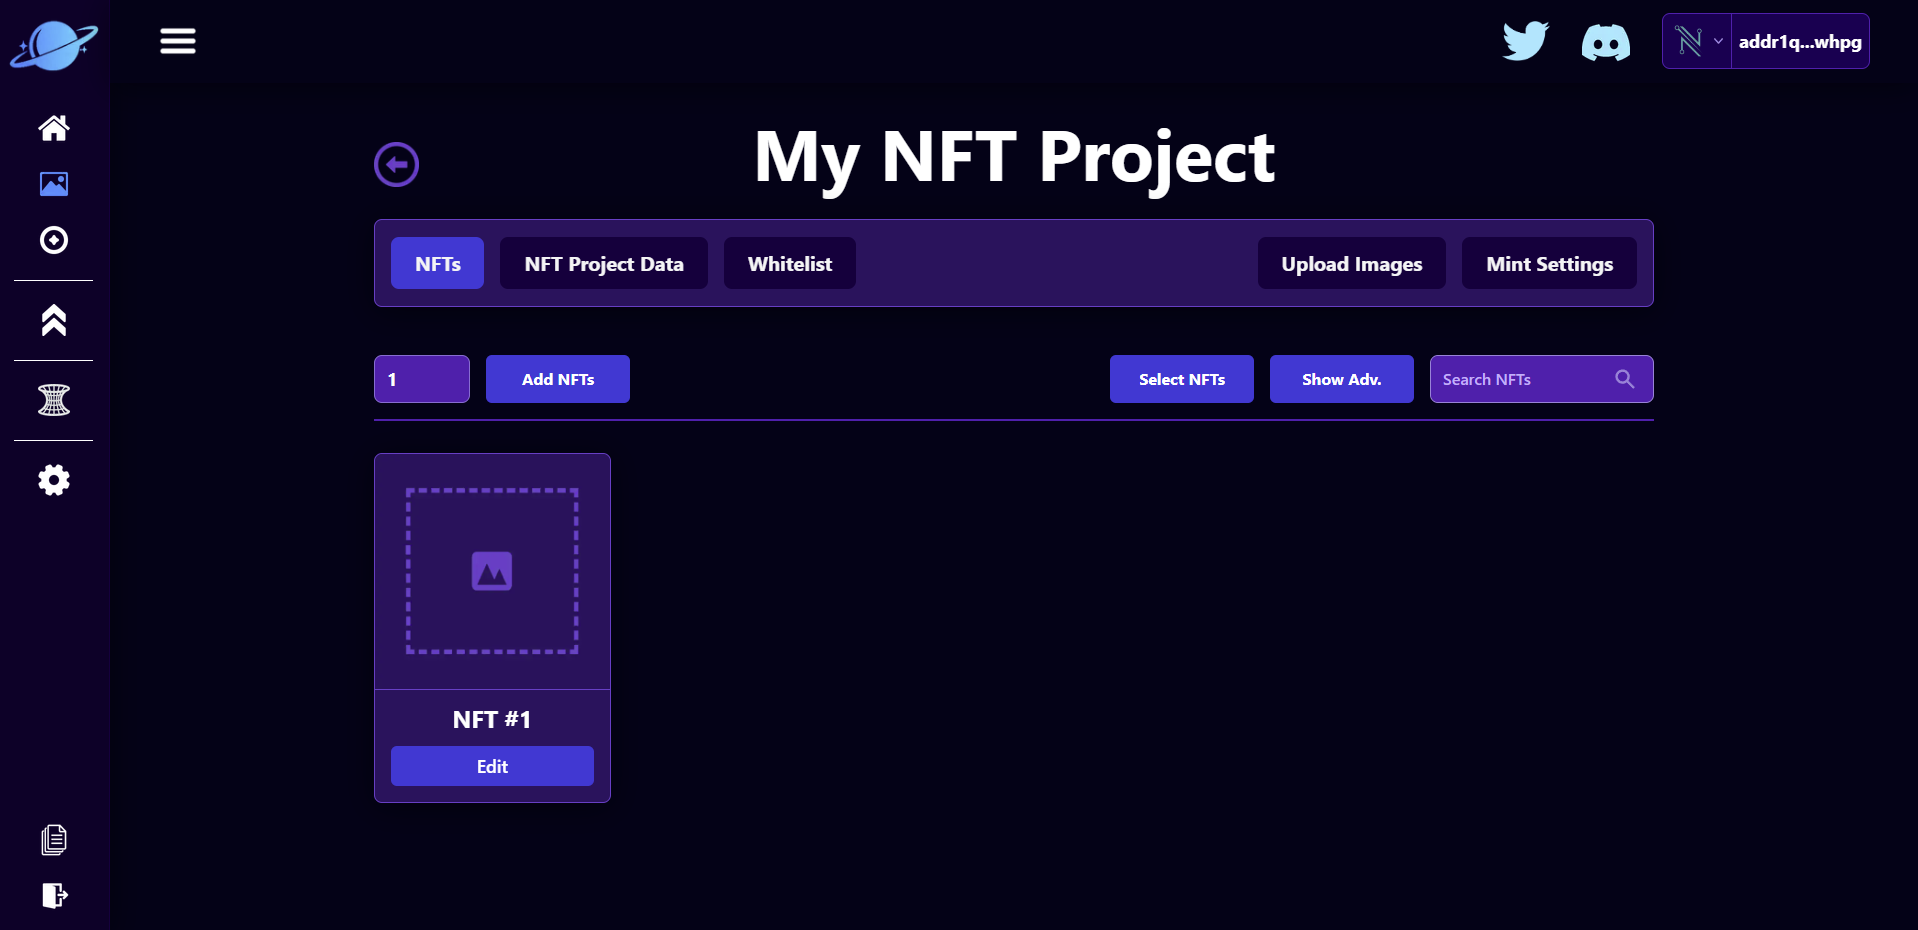 addr1q...whpg
My NFT Project
NFTs
NFT Project Data
Whitelist
Upload Images
Mint Settings
1
Add NFTs
Select NFTs
Show Adv.
Search NFTs
NFT #1
Edit